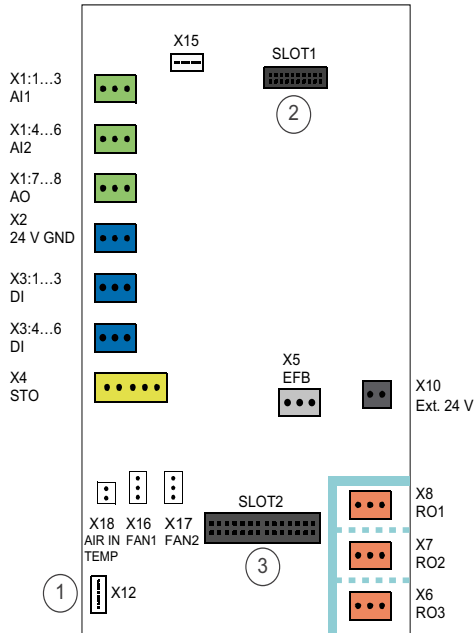 X15
SLOT1
X1:1...3
AI1
2
X1:4...6
AI2
X1:7...8
AO
X2
24 V GND
X3:1...3
DI
X3:4...6
DI
X4
STO
X5
EFB
X10
Ext. 24 V
SLOT2
X8
RO1
X18 X16 X17
AIR IN FAN1 FAN2
TEMP
X7
RO2
3
1
X12
X6
RO3